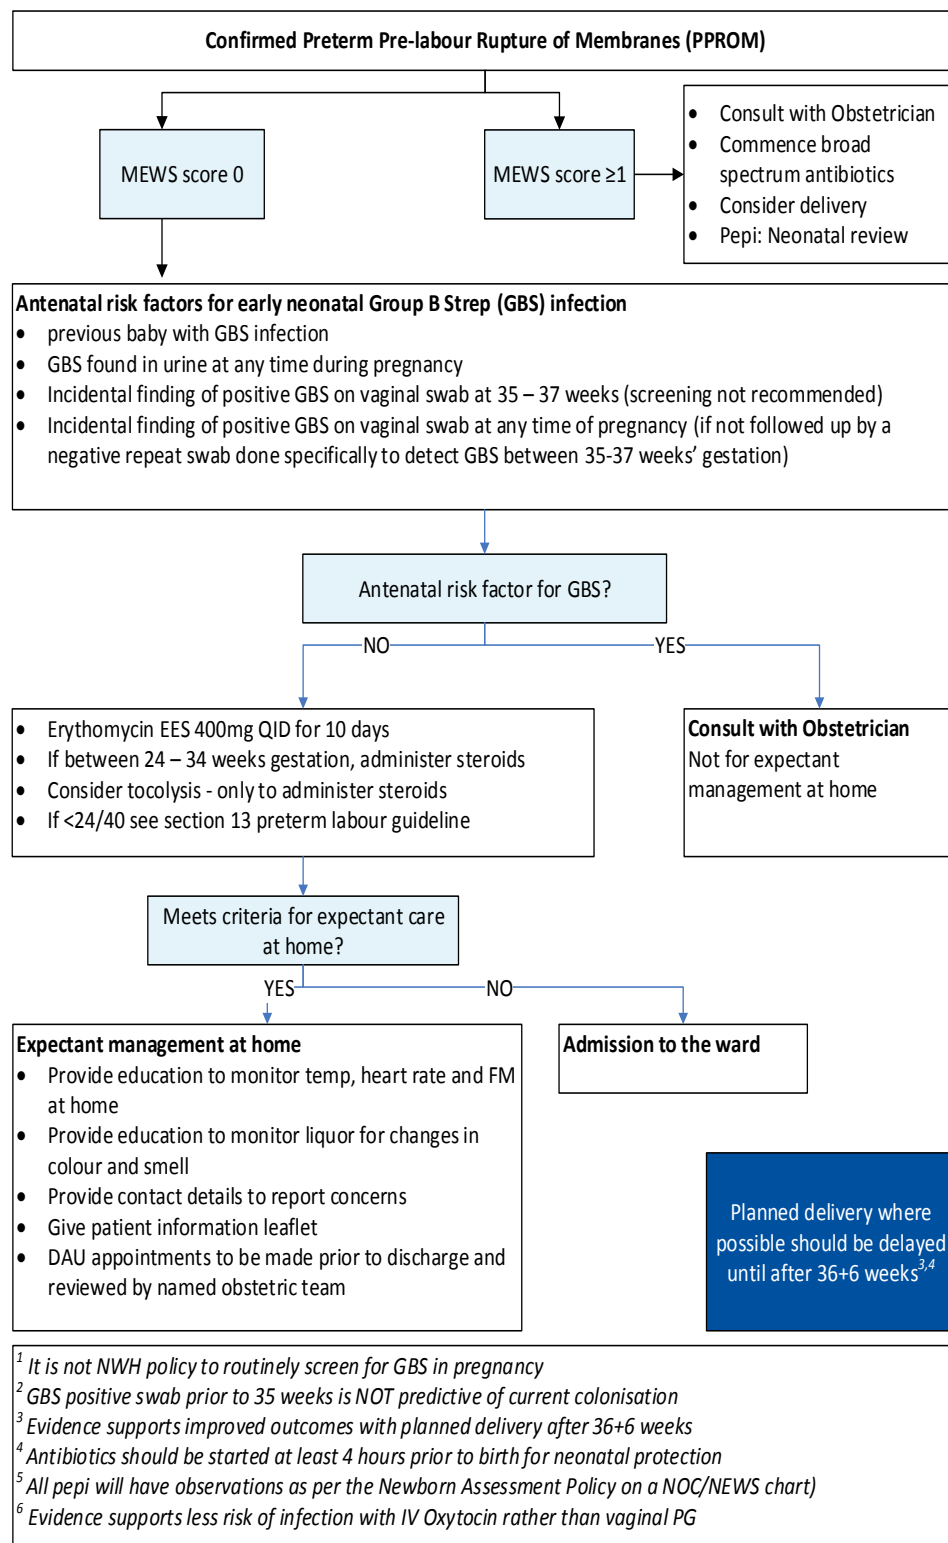 Confirmed Preterm Pre-labour Rupture of Membranes (PPROM)
MEWS score 0
MEWS score ≥1
• Consult with Obstetrician
• Commence broad
spectrum antibiotics
• Consider delivery
• Pepi: Neonatal review
Antenatal risk factors for early neonatal Group B Strep (GBS) infection
• previous baby with GBS infection
• GBS found in urine at any time during pregnancy
• Incidental finding of positive GBS on vaginal swab at 35 – 37 weeks (screening not recommended)
• Incidental finding of positive GBS on vaginal swab at any time of pregnancy (if not followed up by a
negative repeat swab done specifically to detect GBS between 35-37 weeks’ gestation)
Antenatal risk factor for GBS?
NO
YES
• Erythomycin EES 400mg QID for 10 days
• If between 24 – 34 weeks gestation, administer steroids
• Consider tocolysis - only to administer steroids
• If <24/40 see section 13 preterm labour guideline
Consult with Obstetrician
Not for expectant
management at home
Meets criteria for expectant care
at home?
YES
NO
Expectant management at home
• Provide education to monitor temp, heart rate and FM
at home
• Provide education to monitor liquor for changes in
colour and smell
• Provide contact details to report concerns
• Give patient information leaflet
• DAU appointments to be made prior to discharge and
reviewed by named obstetric team
Admission to the ward
Planned delivery where
possible should be delayed
until after 36+6 weeks3,4
1 It is not NWH policy to routinely screen for GBS in pregnancy
2 GBS positive swab prior to 35 weeks is NOT predictive of current colonisation
3 Evidence supports improved outcomes with planned delivery after 36+6 weeks
4 Antibiotics should be started at least 4 hours prior to birth for neonatal protection
5 All pepi will have observations as per the Newborn Assessment Policy on a NOC/NEWS chart)
6 Evidence supports less risk of infection with IV Oxytocin rather than vaginal PG